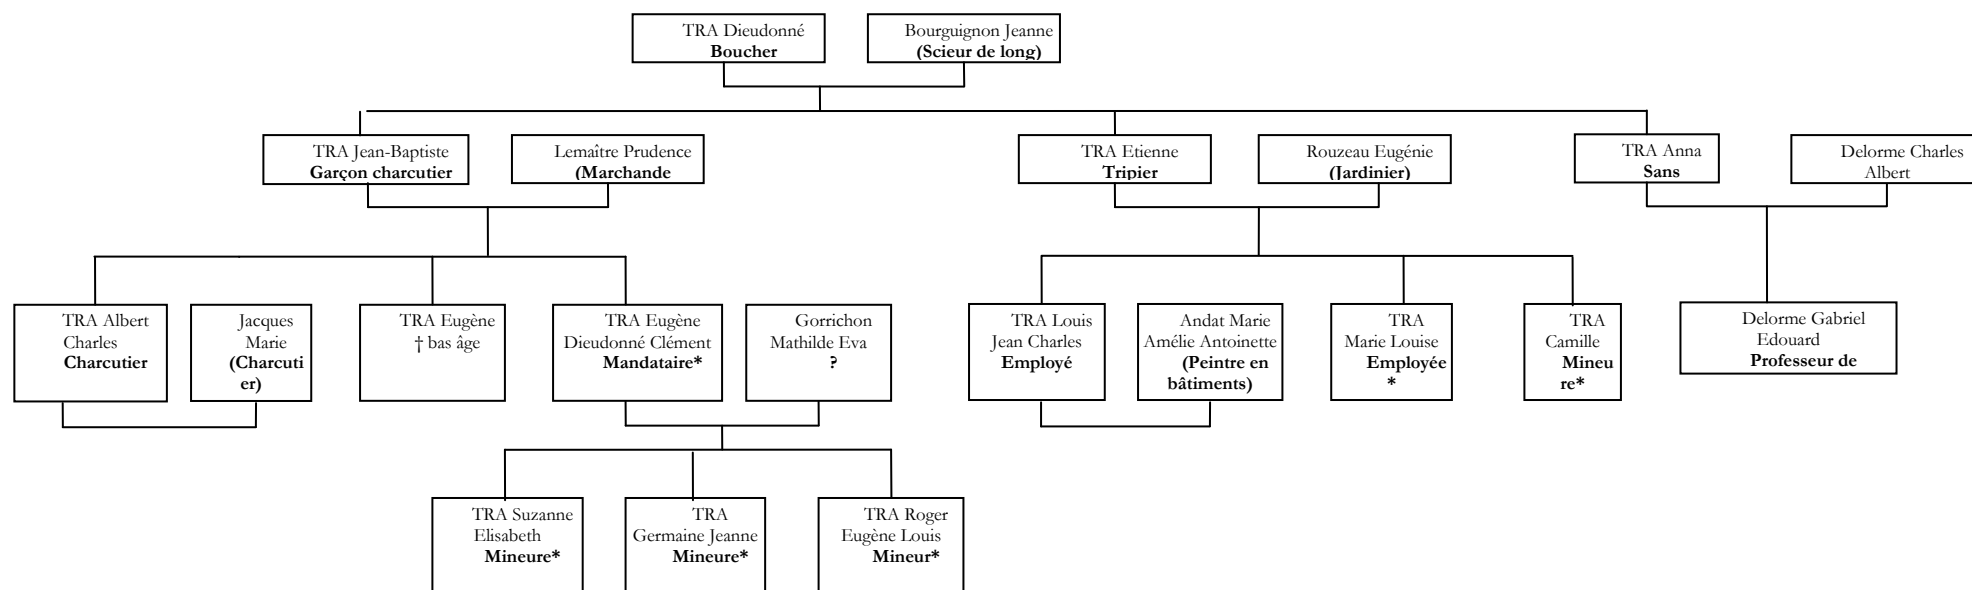 TRA Dieudonné
Boucher
Bourguignon Jeanne
(Scieur de long)
TRA Jean-Baptiste
Garçon charcutier
Lemaître Prudence
(Marchande
TRA Etienne
Tripier
Rouzeau Eugénie
(Jardinier)
TRA Anna
Sans
Delorme Charles
Albert
TRA Albert
Charles
Charcutier
Jacques
Marie
(Charcuti
er)
TRA Eugène
† bas âge
TRA Eugène
Dieudonné Clément
Mandataire*
Gorrichon
Mathilde Eva
?
TRA Louis
Jean Charles
Employé
Andat Marie
Amélie Antoinette
(Peintre en
bâtiments)
TRA
Marie Louise
Employée
*
TRA
Camille
Mineu
re*
Delorme Gabriel
Edouard
Professeur de
TRA Suzanne
Elisabeth
Mineure*
TRA
Germaine Jeanne
Mineure*
TRA Roger
Eugène Louis
Mineur*